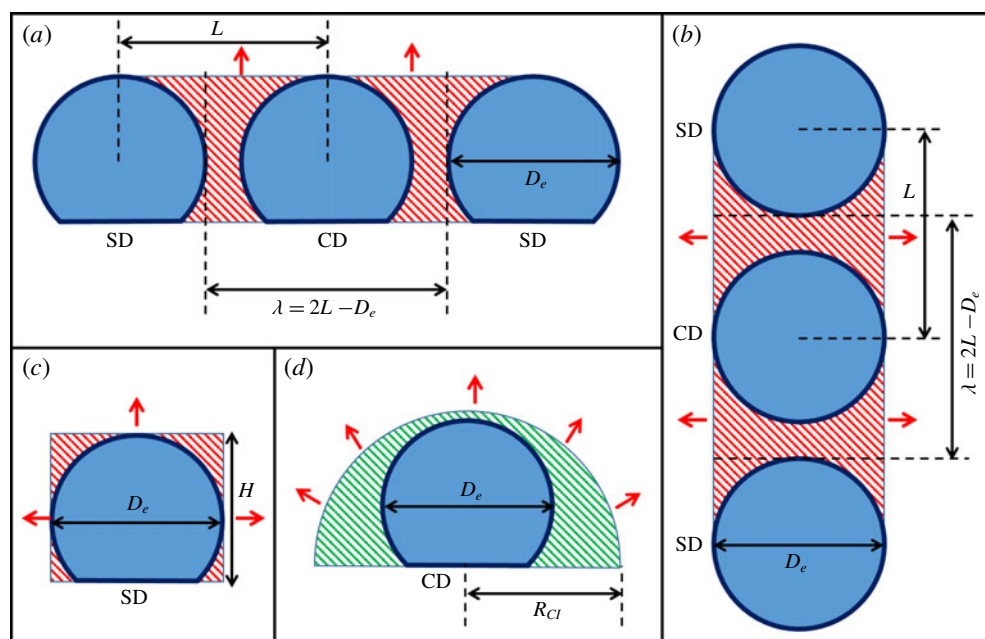 (a)
L
D_e
SD
CD
SD
λ = 2L − D_e
(b)
SD
L
CD
λ = 2L − D_e
SD
D_e
(c)
D_e
H
SD
(d)
D_e
CD
R_CI